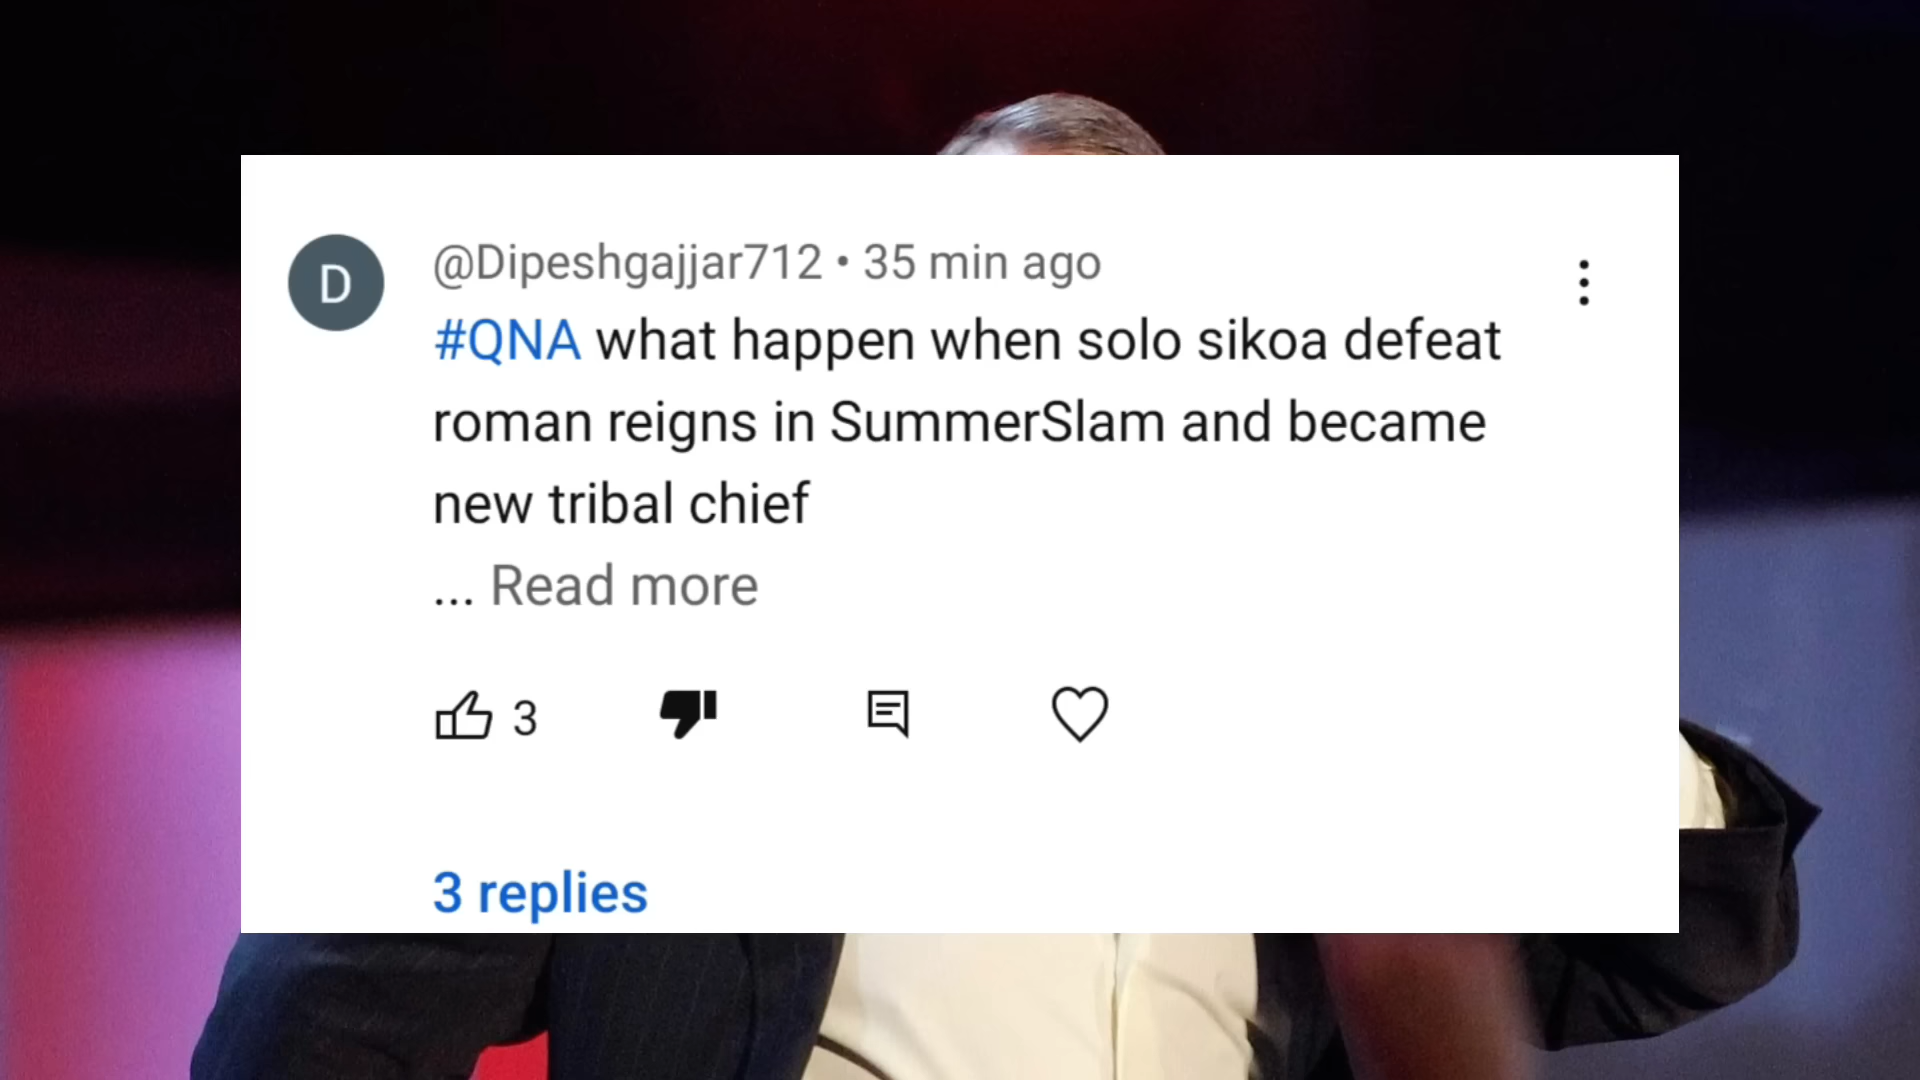 D
@Dipeshgajjar712 • 35 min ago
#QNA what happen when solo sikoa defeat
roman reigns in SummerSlam and became
new tribal chief
... Read more
3
3 replies